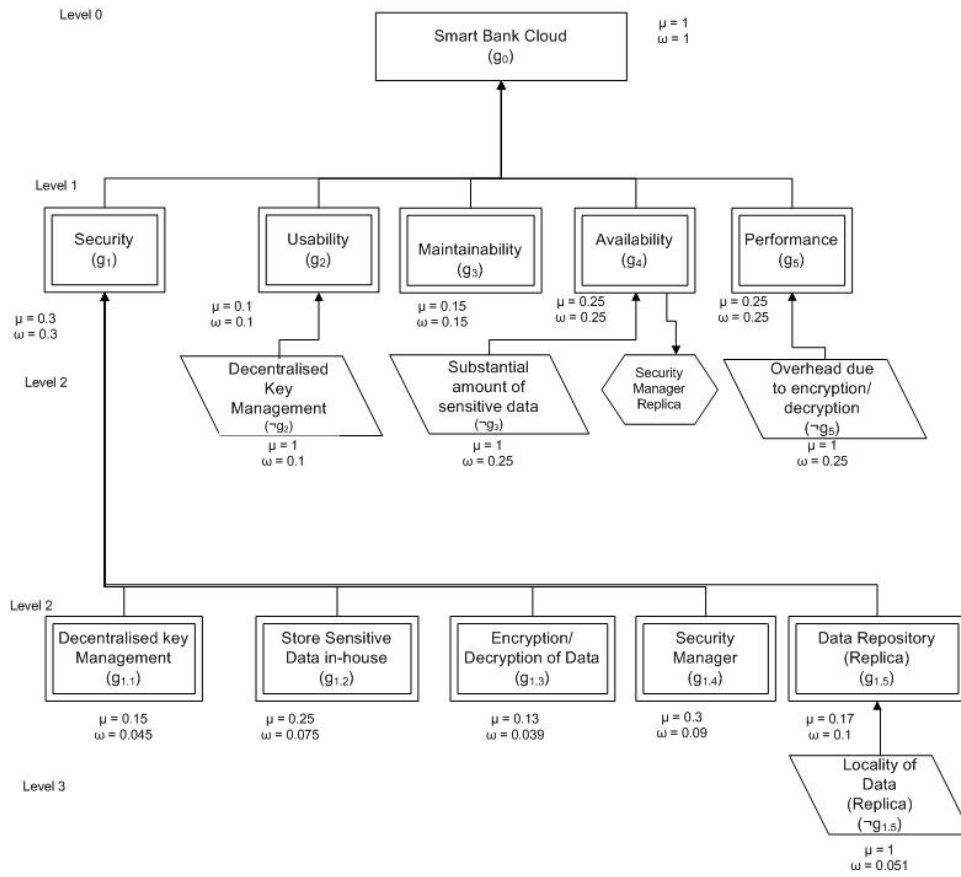 Level 0
Smart Bank Cloud
(g₀)
μ = 1
ω = 1
Level 1
Security
(g₁)
Usability
(g₂)
Maintainability
(g₃)
Availability
(g₄)
Performance
(g₅)
μ = 0.3
ω = 0.3
μ = 0.1
ω = 0.1
μ = 0.15
ω = 0.15
μ = 0.25
ω = 0.25
μ = 0.25
ω = 0.25
Level 2
Decentralised
Key
Management
(¬g₂)
μ = 1
ω = 0.1
Substantial
amount of
sensitive data
(¬g₃)
μ = 1
ω = 0.25
Security
Manager
Replica
Overhead due
to encryption/
decryption
(¬g₅)
μ = 1
ω = 0.25
Level 2
Decentralised key
Management
(g₁.₁)
Store Sensitive
Data in-house
(g₁.₂)
Encryption/
Decryption of Data
(g₁.₃)
Security
Manager
(g₁.₄)
Data Repository
(Replica)
(g₁.₅)
μ = 0.15
ω = 0.045
μ = 0.25
ω = 0.075
μ = 0.13
ω = 0.039
μ = 0.3
ω = 0.09
μ = 0.17
ω = 0.1
Level 3
Locality of
Data
(Replica)
(¬g₁.₅)
μ = 1
ω = 0.051